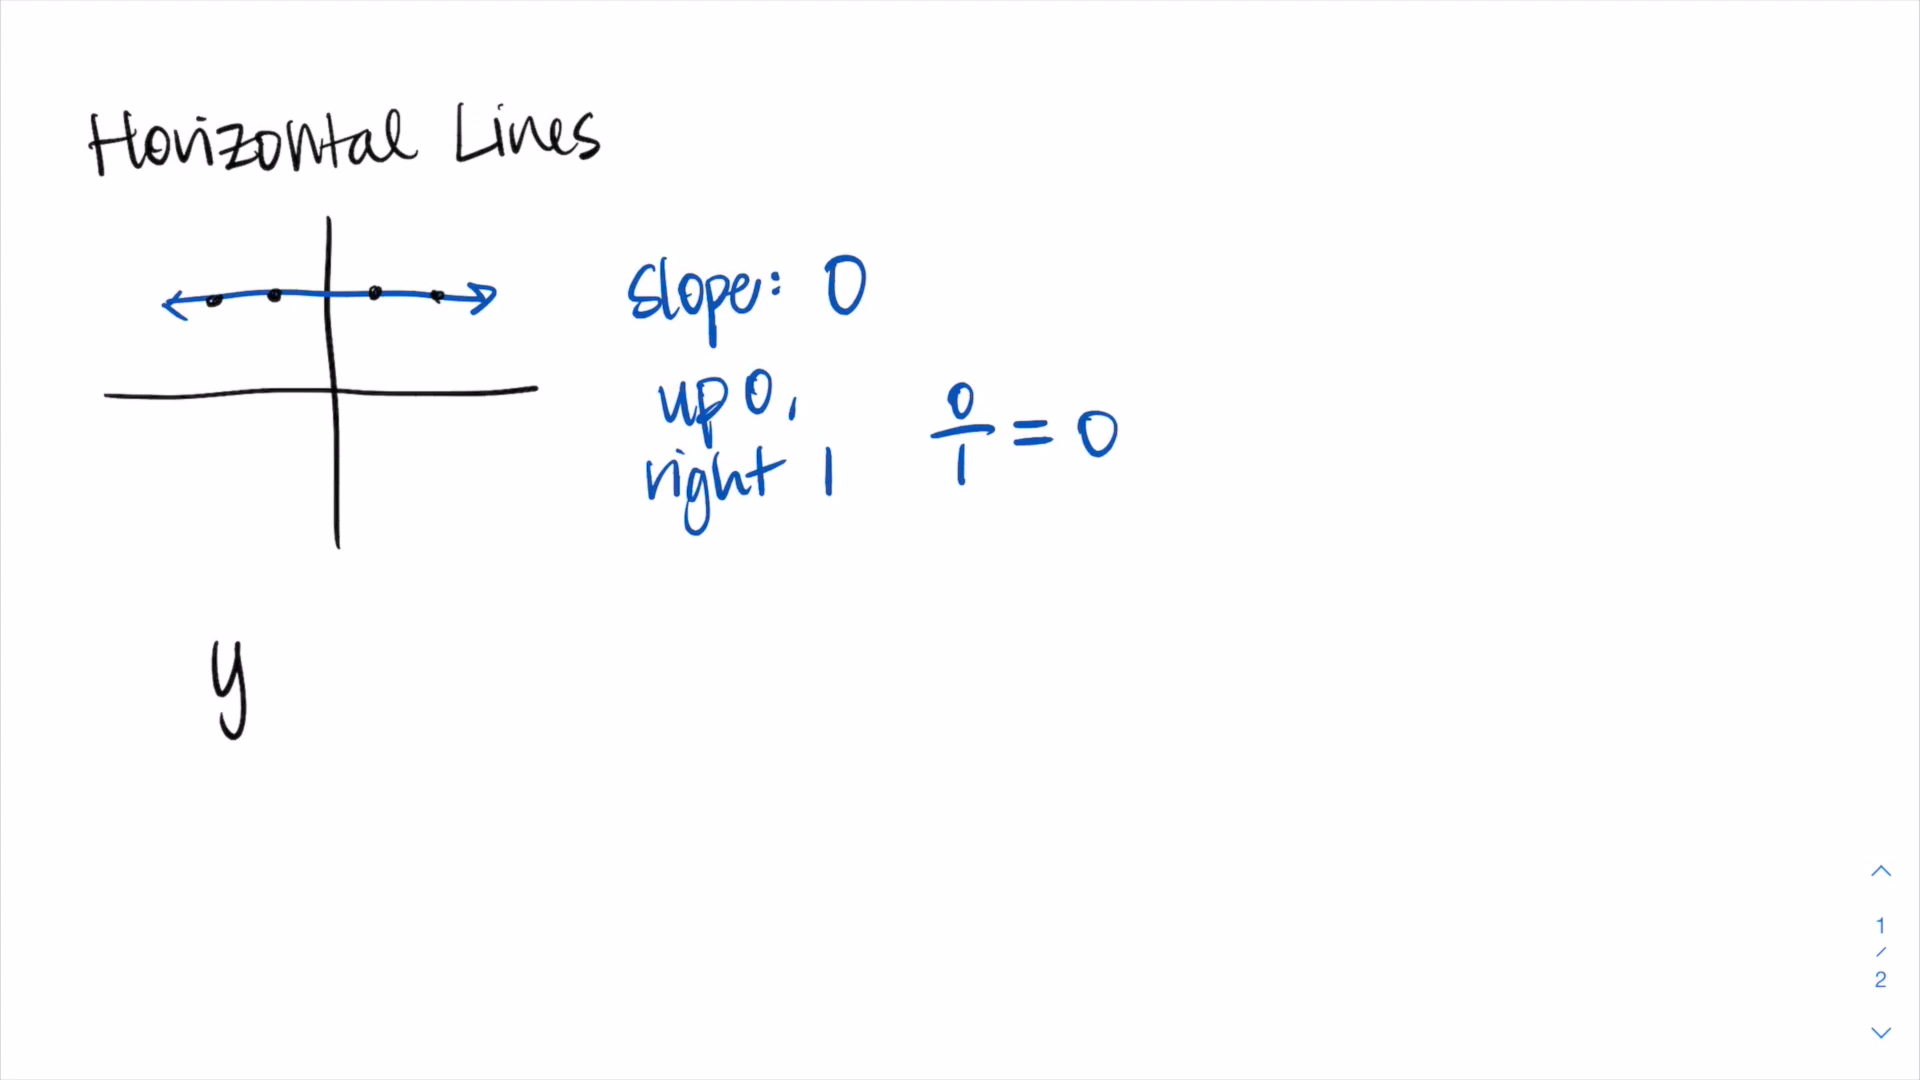 Horizontal Lines
slope: 0
up 0,
right 1
0/1 = 0
y
1
/
2